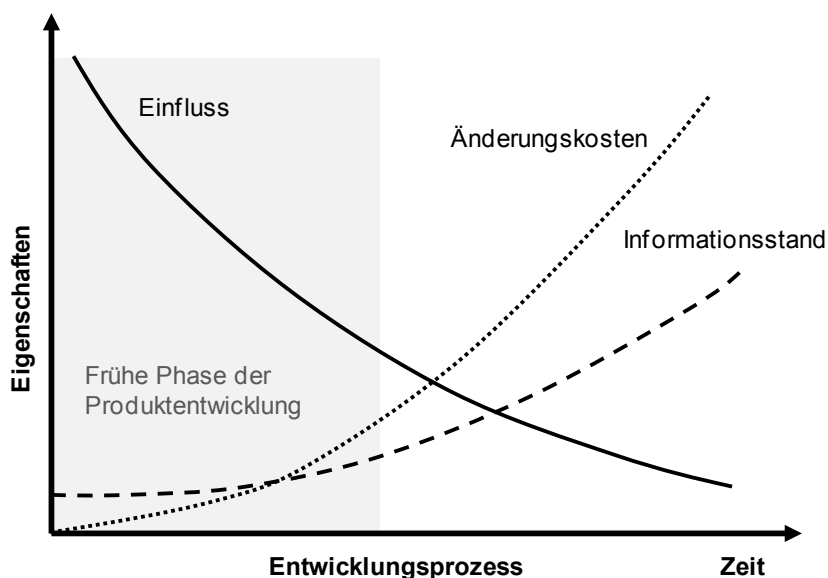 Einfluss
Änderungskosten
Informationsstand
Eigenschaften
Frühe Phase der
Produktentwicklung
Entwicklungsprozess
Zeit